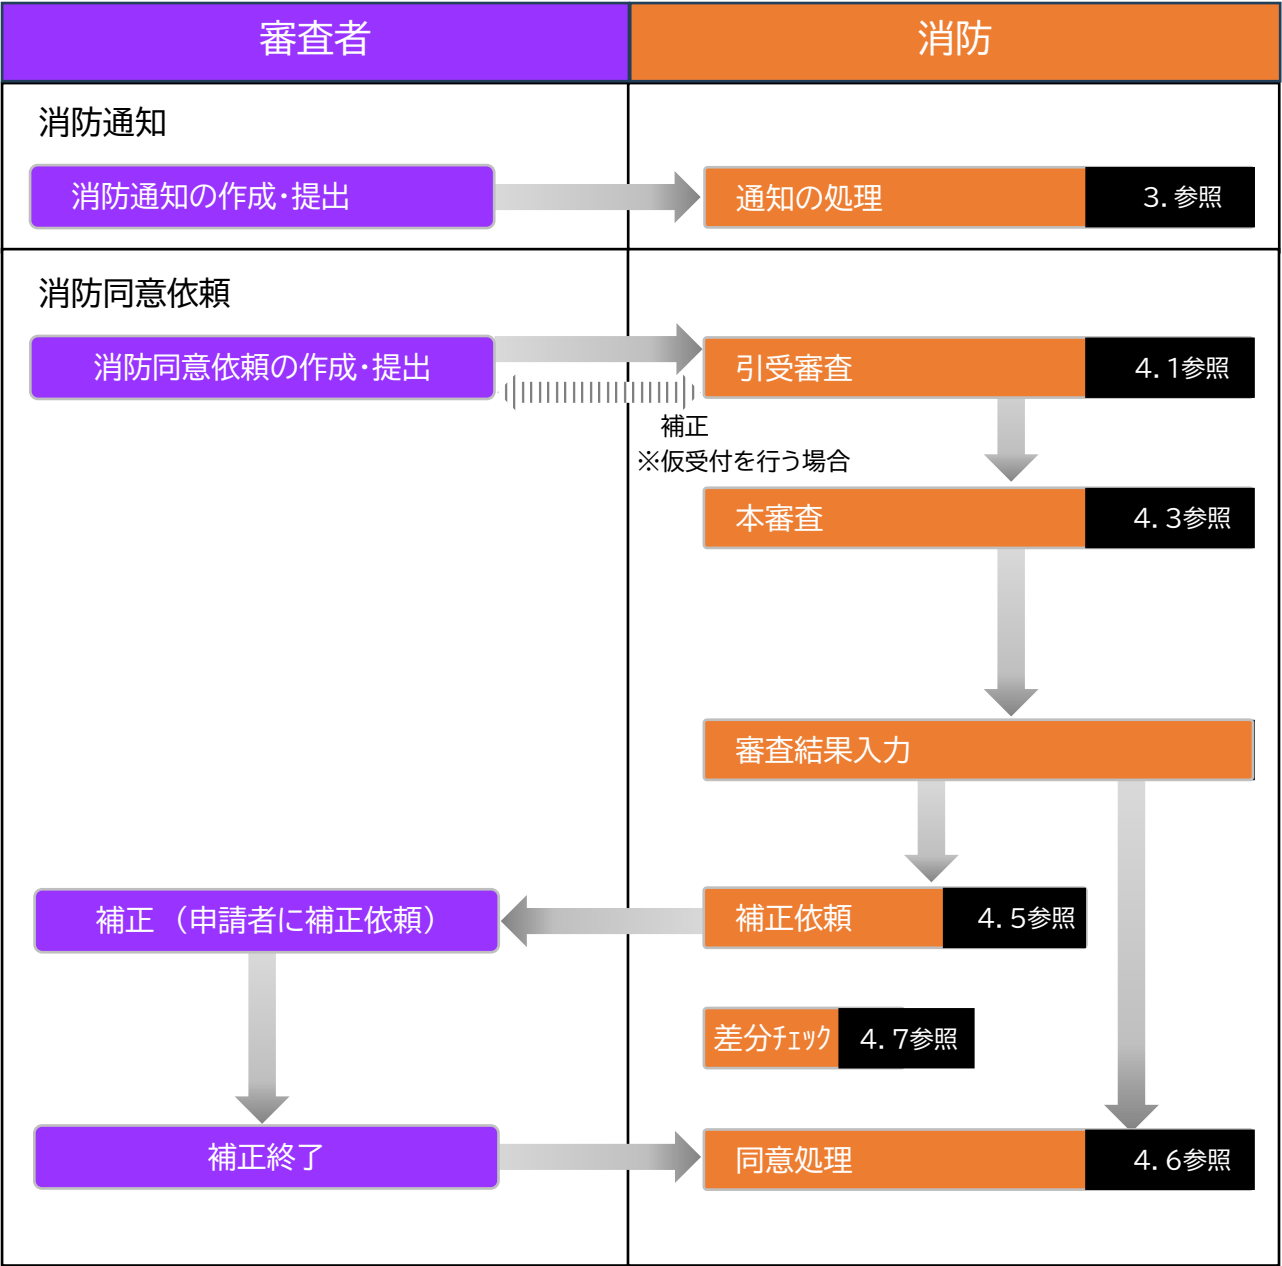 審査者
消防
消防通知
消防通知の作成・提出
通知の処理
3．参照
消防同意依頼
消防同意依頼の作成・提出
引受審査
4．1参照
補正
※仮受付を行う場合
本審査
4．3参照
審査結果入力
補正（申請者に補正依頼）
補正依頼
4．5参照
差分ﾁｪｯｸ
4．7参照
補正終了
同意処理
4．6参照